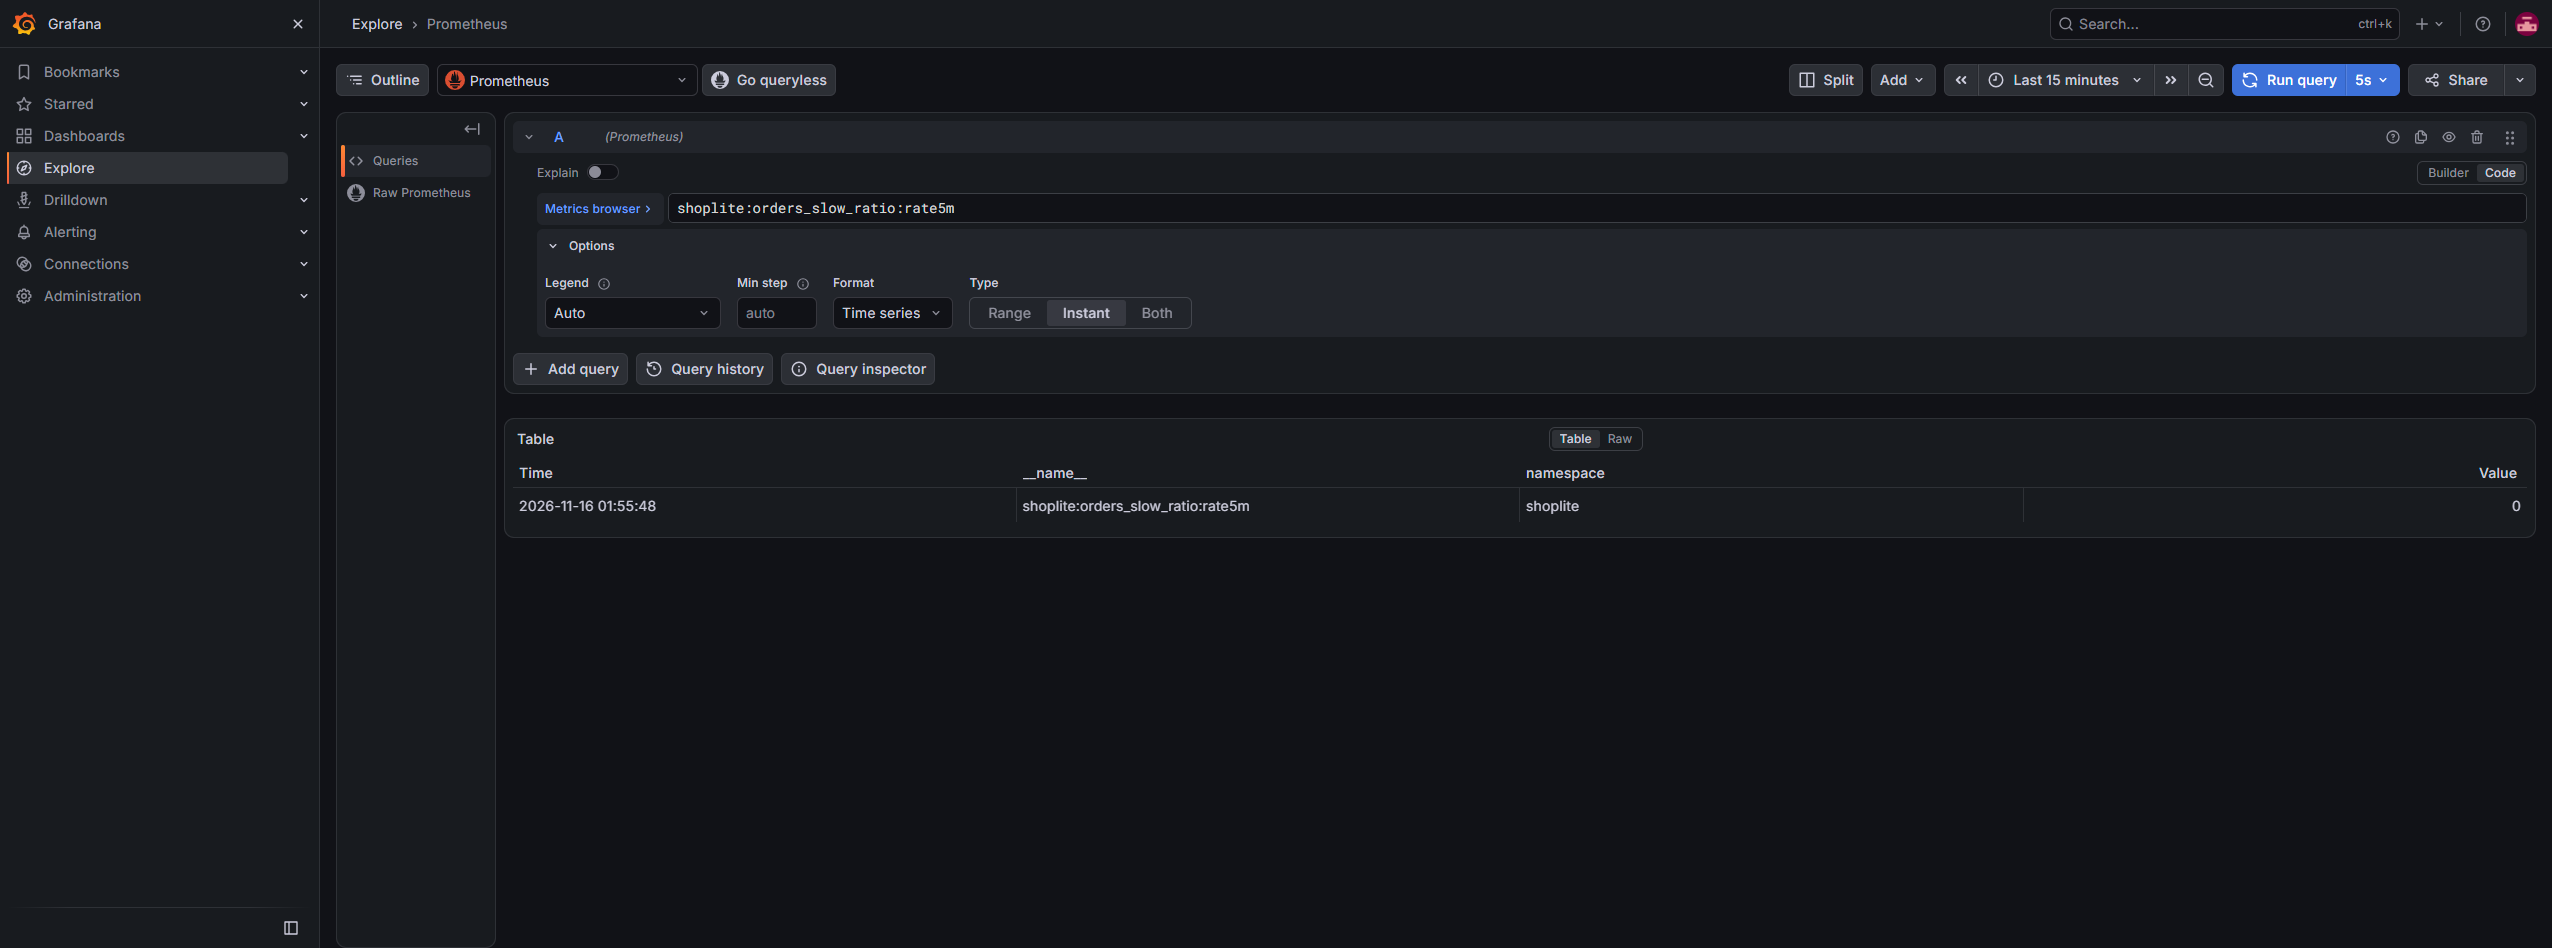 Grafana
Explore › Prometheus
Search... ctrl+k
Bookmarks
Starred
Dashboards
Explore
Drilldown
Alerting
Connections
Administration
Outline Prometheus Go queryless Split Add Last 15 minutes Run query 5s Share
Queries
Raw Prometheus
A (Prometheus)
Explain Builder Code
Metrics browser > shoplite:orders_slow_ratio:rate5m
Options
Legend Min step Format Type
Auto auto Time series Range Instant Both
Add query Query history Query inspector
Table Table Raw
Time __name__ namespace Value
2026-11-16 01:55:48 shoplite:orders_slow_ratio:rate5m shoplite 0